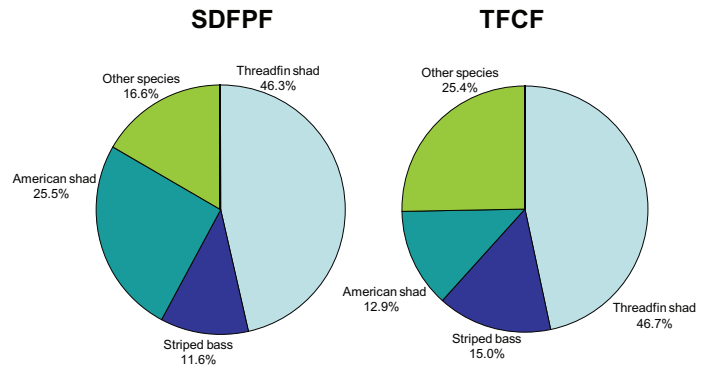 SDFPF
Other species
16.6%
Threadfin shad
46.3%
American shad
25.5%
Striped bass
11.6%
TFCF
Other species
25.4%
American shad
12.9%
Striped bass
15.0%
Threadfin shad
46.7%